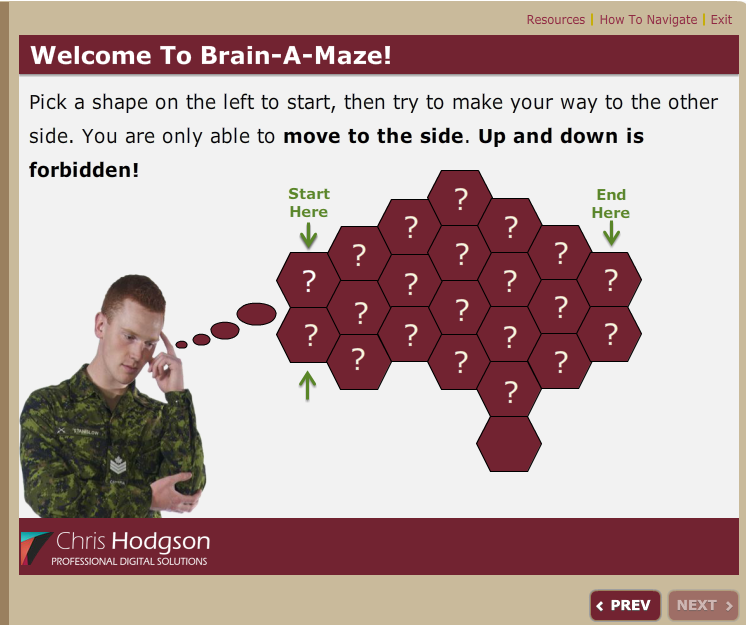 Resources | How To Navigate | Exit
Welcome To Brain-A-Maze!
Pick a shape on the left to start, then try to make your way to the other
side. You are only able to move to the side. Up and down is
forbidden!
Start
Here
End
Here
?
? ?
? ?
? ?
? ?
? ?
? ?
? ?
? ?
? ?
? ?
?
Chris Hodgson
PROFESSIONAL DIGITAL SOLUTIONS
‹ PREV
NEXT ›